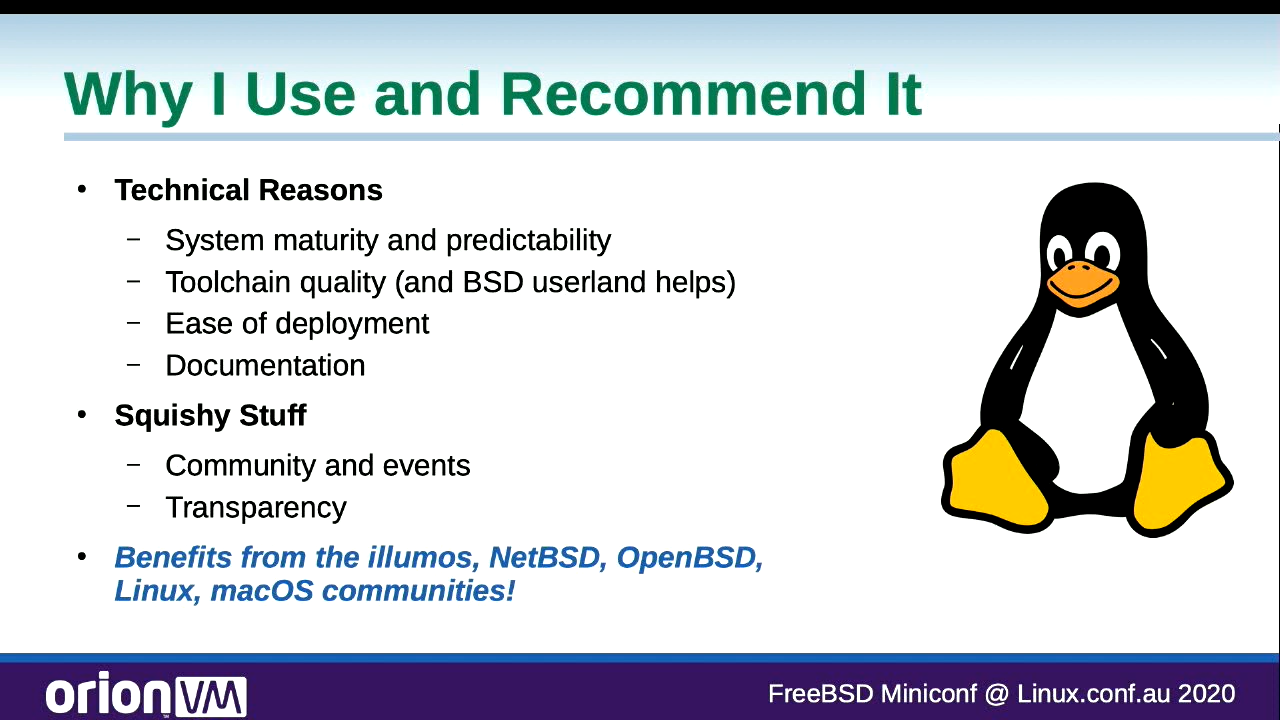 Why I Use and Recommend It
• Technical Reasons
– System maturity and predictability
– Toolchain quality (and BSD userland helps)
– Ease of deployment
– Documentation
• Squishy Stuff
– Community and events
– Transparency
• Benefits from the illumos, NetBSD, OpenBSD,
Linux, macOS communities!
orionVM
FreeBSD Miniconf @ Linux.conf.au 2020